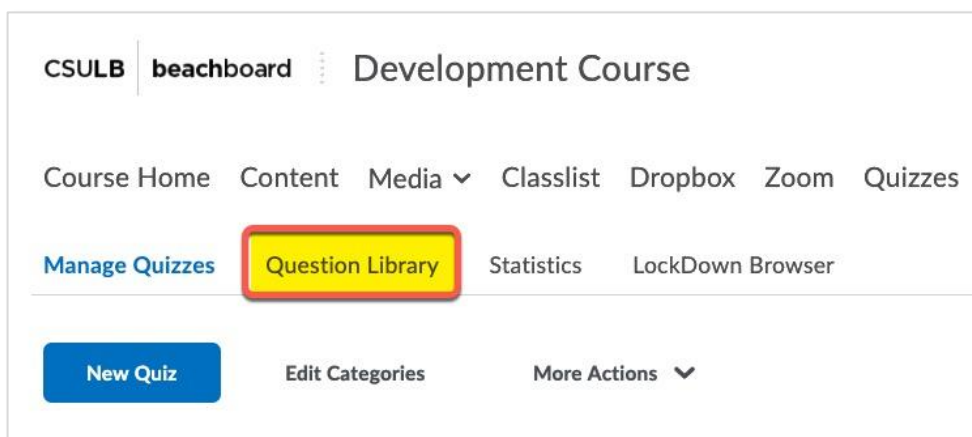 CSULB beachboard Development Course
Course Home Content Media Classlist Dropbox Zoom Quizzes
Manage Quizzes Question Library Statistics LockDown Browser
New Quiz Edit Categories More Actions